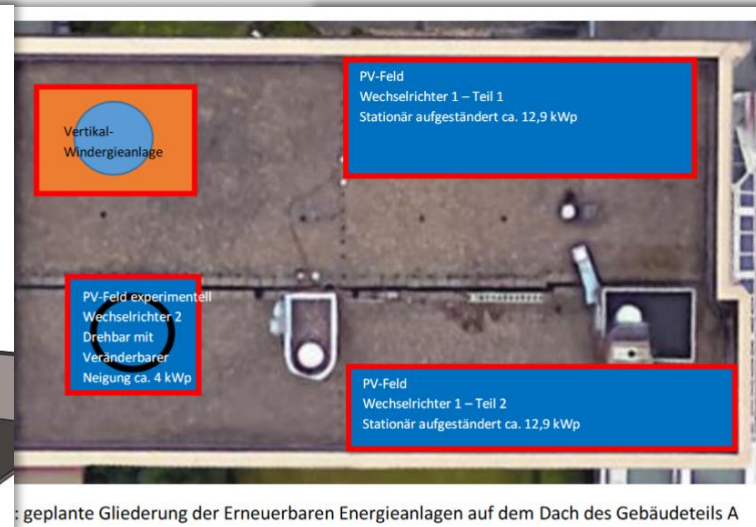 PV-Feld
Wechselrichter 1 – Teil 1
Stationär aufgeständert ca. 12,9 kWp
Vertikal-
Windergieanlage
PV-Feld experimentell
Wechselrichter 2
Drehbar mit
Veränderbarer
Neigung ca. 4 kWp
PV-Feld
Wechselrichter 1 – Teil 2
Stationär aufgeständert ca. 12,9 kWp
: geplante Gliederung der Erneuerbaren Energieanlagen auf dem Dach des Gebäudeteils A